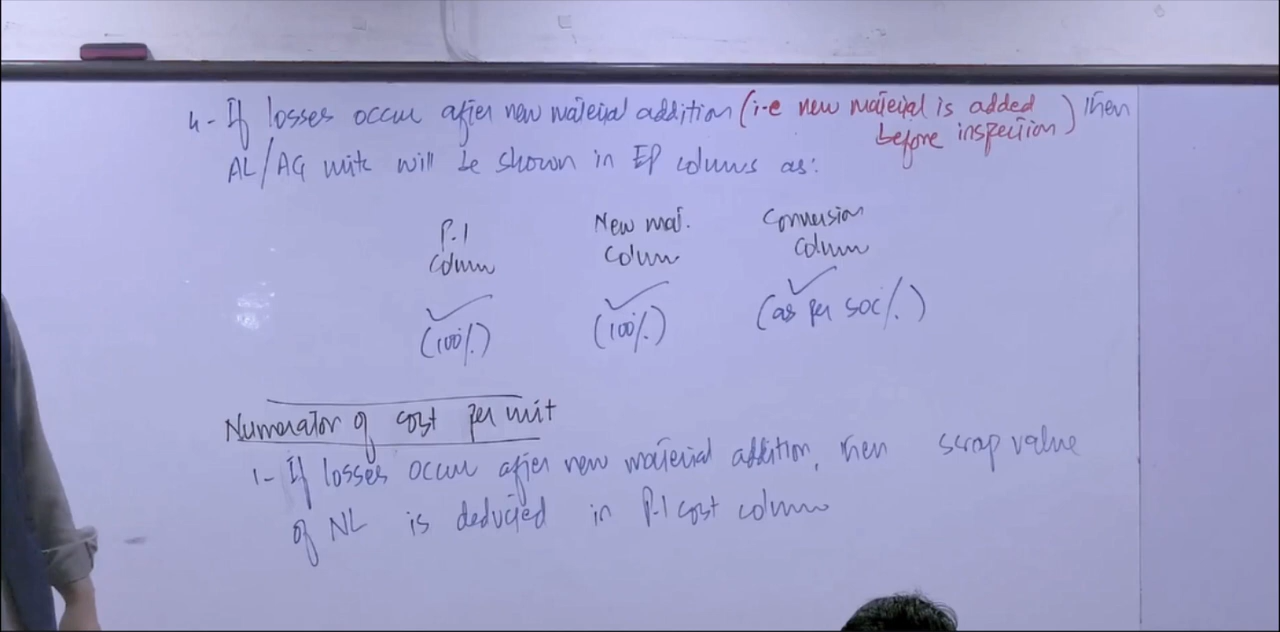 4- If losses occur after new material addition (i-e new material is added before inspection) then
AL/AG units will be shown in EP colums as:
P.1 Column
New mat. Column
Conversion Column
(100%)
(100%)
(as per SOC%)
Numerator of cost per unit
1- If losses occur after new material addition, then scrap value
of NL is deducted in P.1 cost column